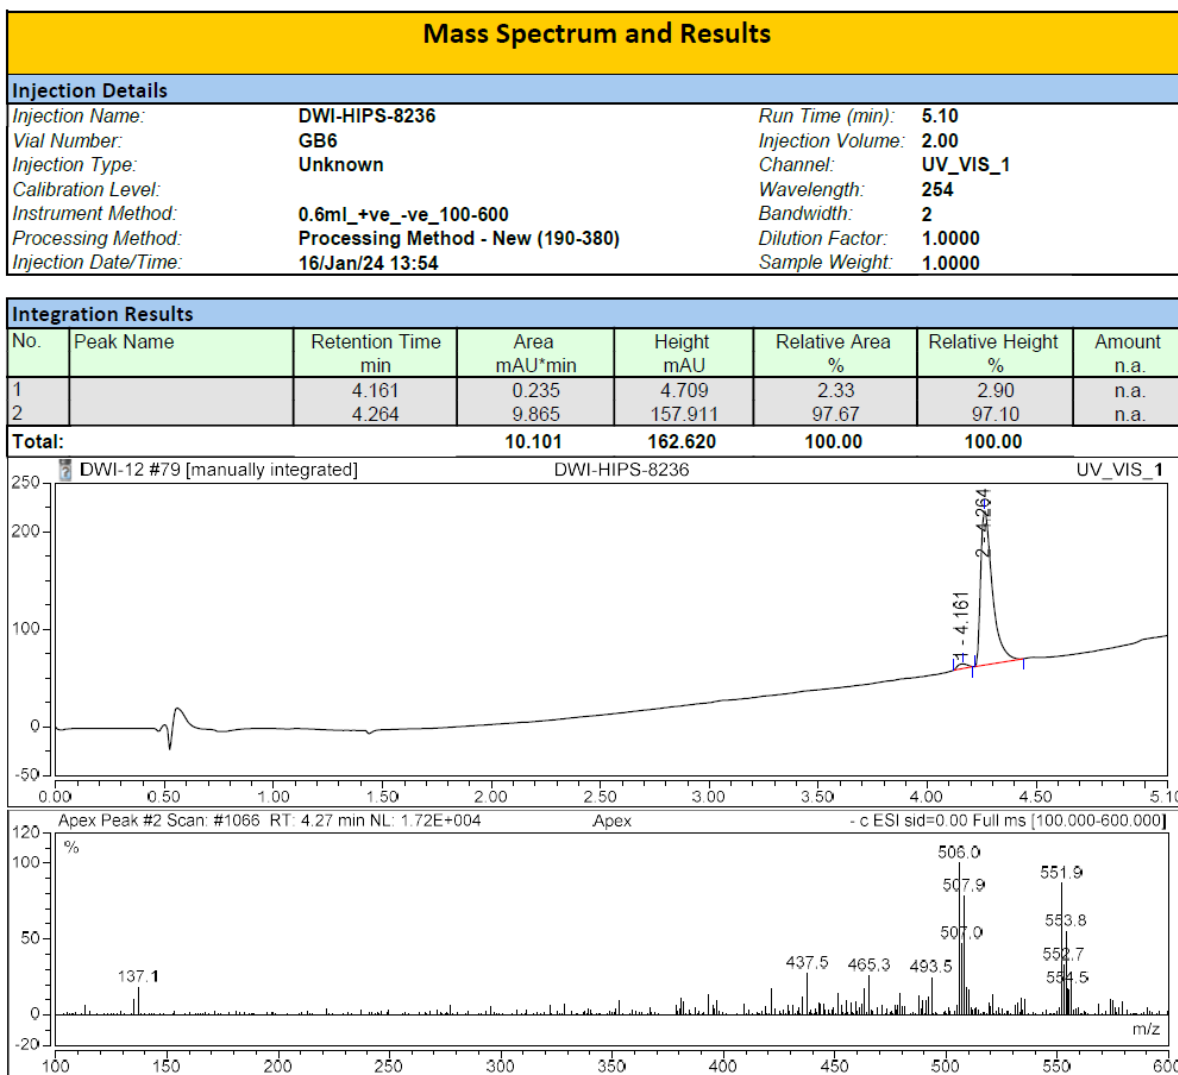 Mass Spectrum and Results
Injection Details
Injection Name: DWI-HIPS-8236 Run Time (min): 5.10
Vial Number: GB6 Injection Volume: 2.00
Injection Type: Unknown Channel: UV_VIS_1
Calibration Level: Wavelength: 254
Instrument Method: 0.6ml_+ve_-ve_100-600 Bandwidth: 2
Processing Method: Processing Method - New (190-380) Dilution Factor: 1.0000
Injection Date/Time: 16/Jan/24 13:54 Sample Weight: 1.0000
Integration Results
No. Peak Name Retention Time Area Height Relative Area Relative Height Amount
min mAU*min mAU % % n.a.
1 4.161 0.235 4.709 2.33 2.90 n.a.
2 4.264 9.865 157.911 97.67 97.10 n.a.
Total: 10.101 162.620 100.00 100.00
DWI-12 #79 [manually integrated] DWI-HIPS-8236 UV_VIS_1
250
200
100
0
-50
1 - 4.161
2 - 4.264
0.00 0.50 1.00 1.50 2.00 2.50 3.00 3.50 4.00 4.50 5.10
Apex Peak #2 Scan: #1066 RT: 4.27 min NL: 1.72E+004 Apex - c ESI sid=0.00 Full ms [100.000-600.000]
120
%
100
50
0
-20
506.0
507.9
507.0
551.9
553.8
552.7
554.5
137.1
437.5
465.3
493.5
m/z
100 150 200 250 300 350 400 450 500 550 600